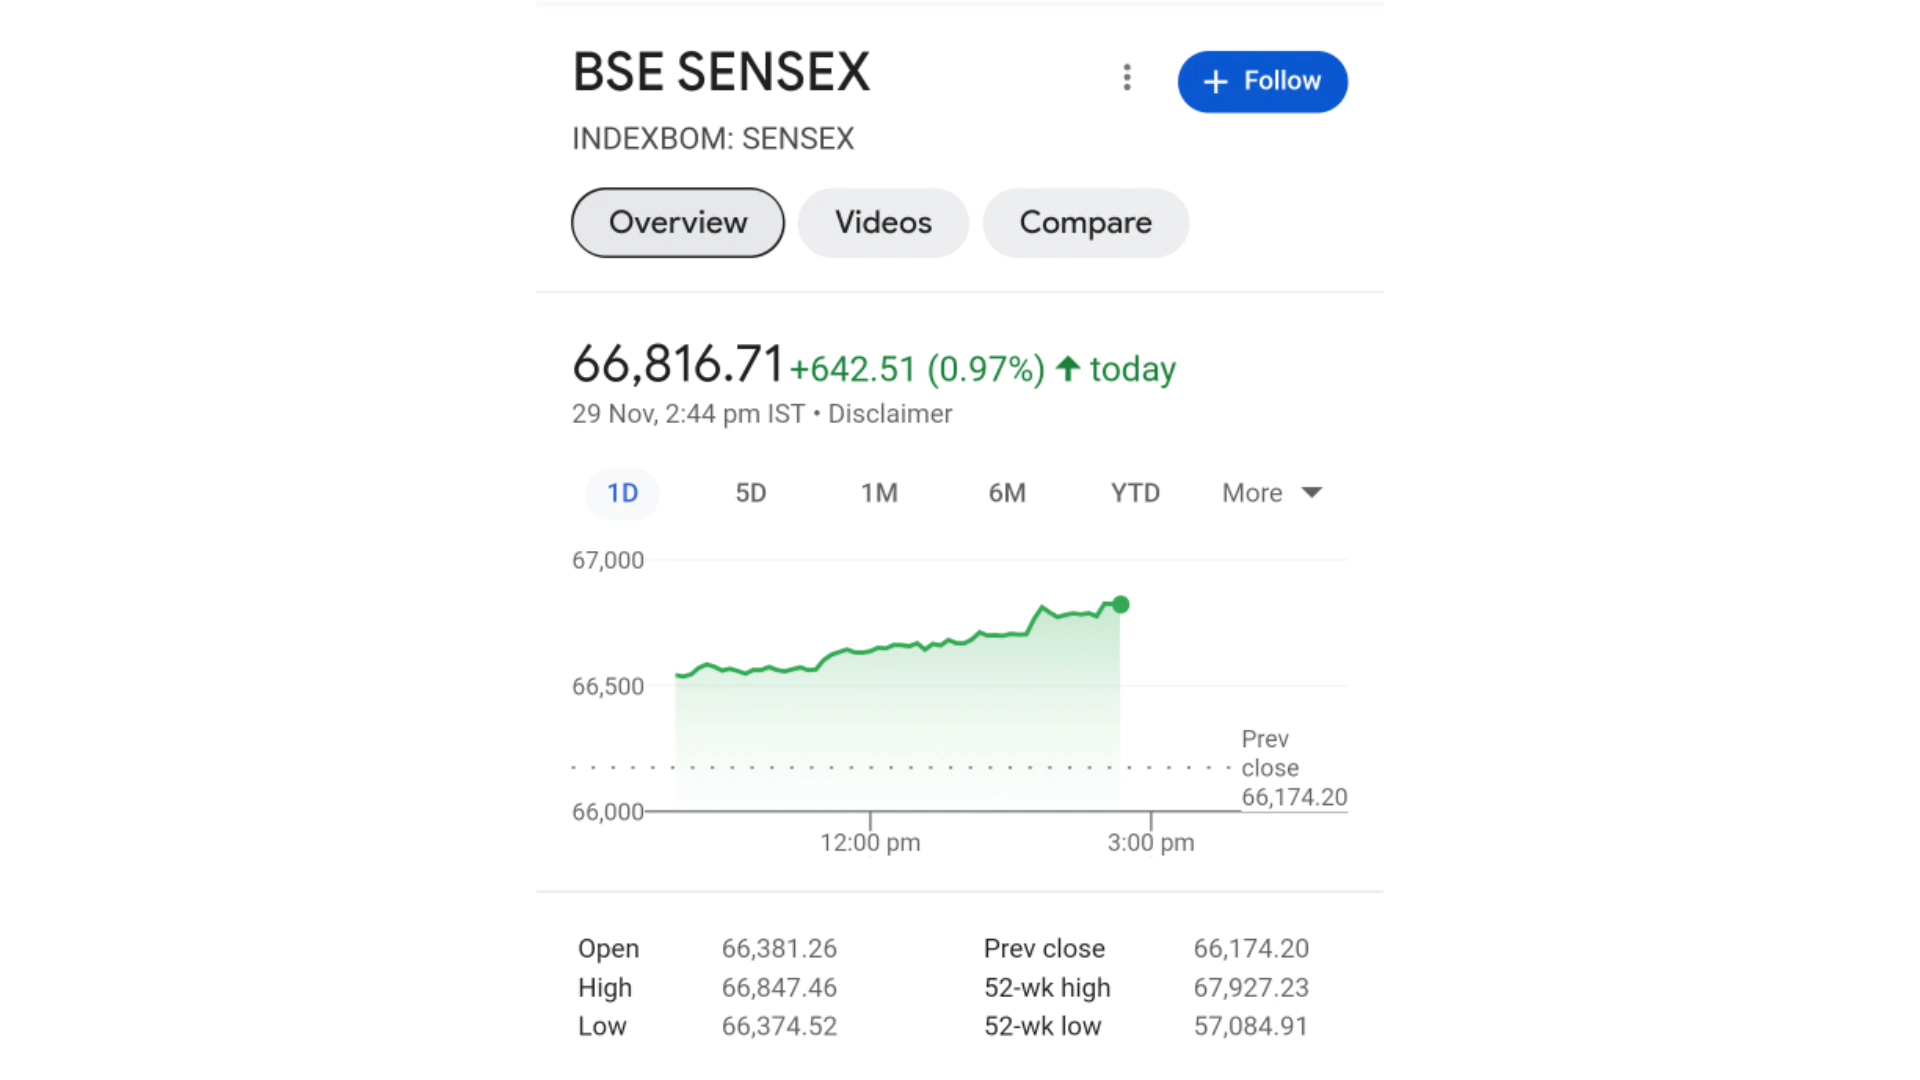 BSE SENSEX
+ Follow
INDEXBOM: SENSEX
Overview Videos Compare
66,816.71 +642.51 (0.97%) ↑ today
29 Nov, 2:44 pm IST • Disclaimer
1D 5D 1M 6M YTD More
67,000
66,500
Prev
close
66,174.20
66,000
12:00 pm 3:00 pm
Open 66,381.26 Prev close 66,174.20
High 66,847.46 52-wk high 67,927.23
Low 66,374.52 52-wk low 57,084.91